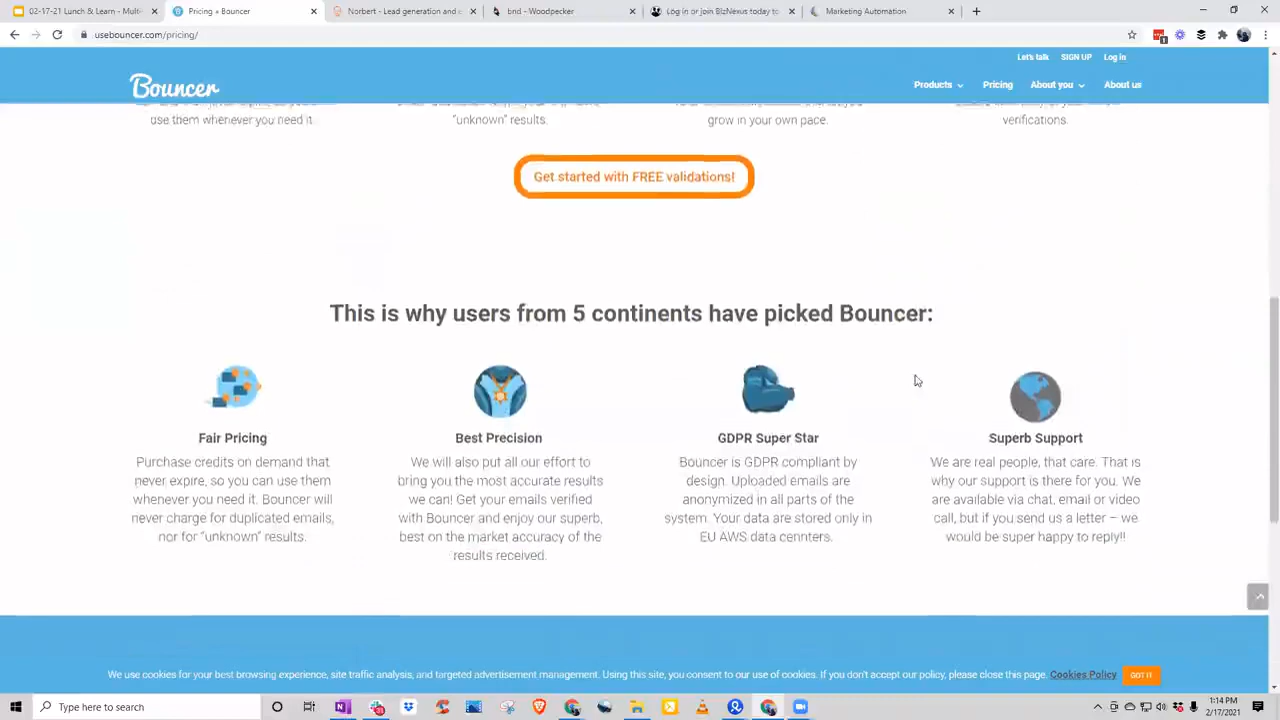 02-17-21 Lunch & Learn - Multi
Pricing • Bouncer
Norbert - Lead generation and e
bnd - Woodpecker
Log in or join BizNexus today to
Marketing Automation
usebouncer.com/pricing/
Let's talk SIGN UP Log in
Bouncer
Products Pricing About you About us
use them whenever you need it.
"unknown" results.
grow in your own pace.
verifications.
Get started with FREE validations!
This is why users from 5 continents have picked Bouncer:
Fair Pricing
Purchase credits on demand that
never expire, so you can use them
whenever you need it. Bouncer will
never charge for duplicated emails,
nor for "unknown" results.
Best Precision
We will also put all our effort to
bring you the most accurate results
we can! Get your emails verified
with Bouncer and enjoy our superb,
best on the market accuracy of the
results received.
GDPR Super Star
Bouncer is GDPR compliant by
design. Uploaded emails are
anonymized in all parts of the
system. Your data are stored only in
EU AWS data cennters.
Superb Support
We are real people, that care. That is
why our support is there for you. We
are available via chat, email or video
call, but if you send us a letter – we
would be super happy to reply!!
We use cookies for your best browsing experience, site traffic analysis, and targeted advertisement management. Using this site, you consent to our use of cookies. If you don't accept our policy, please close this page. Cookies Policy GOT IT
Type here to search
1:14 PM
2/17/2021